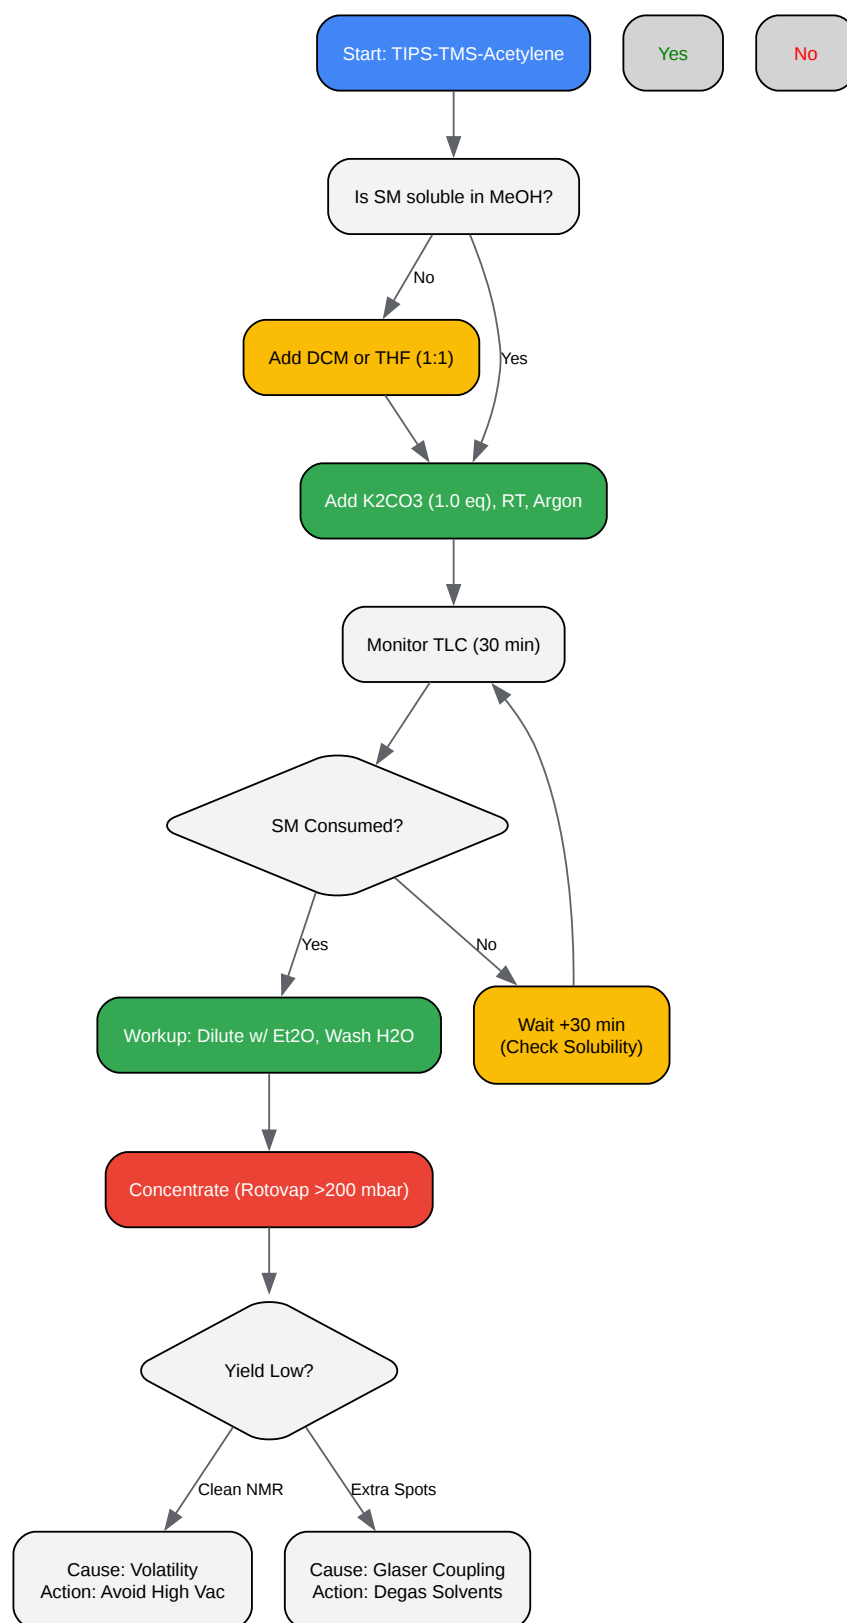 Start: TIPS-TMS-Acetylene
Yes
No
Is SM soluble in MeOH?
No
Add DCM or THF (1:1)
Yes
Add K2CO3 (1.0 eq), RT, Argon
Monitor TLC (30 min)
SM Consumed?
Yes
No
Workup: Dilute w/ Et2O, Wash H2O
Wait +30 min
(Check Solubility)
Concentrate (Rotovap >200 mbar)
Yield Low?
Clean NMR
Extra Spots
Cause: Volatility
Action: Avoid High Vac
Cause: Glaser Coupling
Action: Degas Solvents